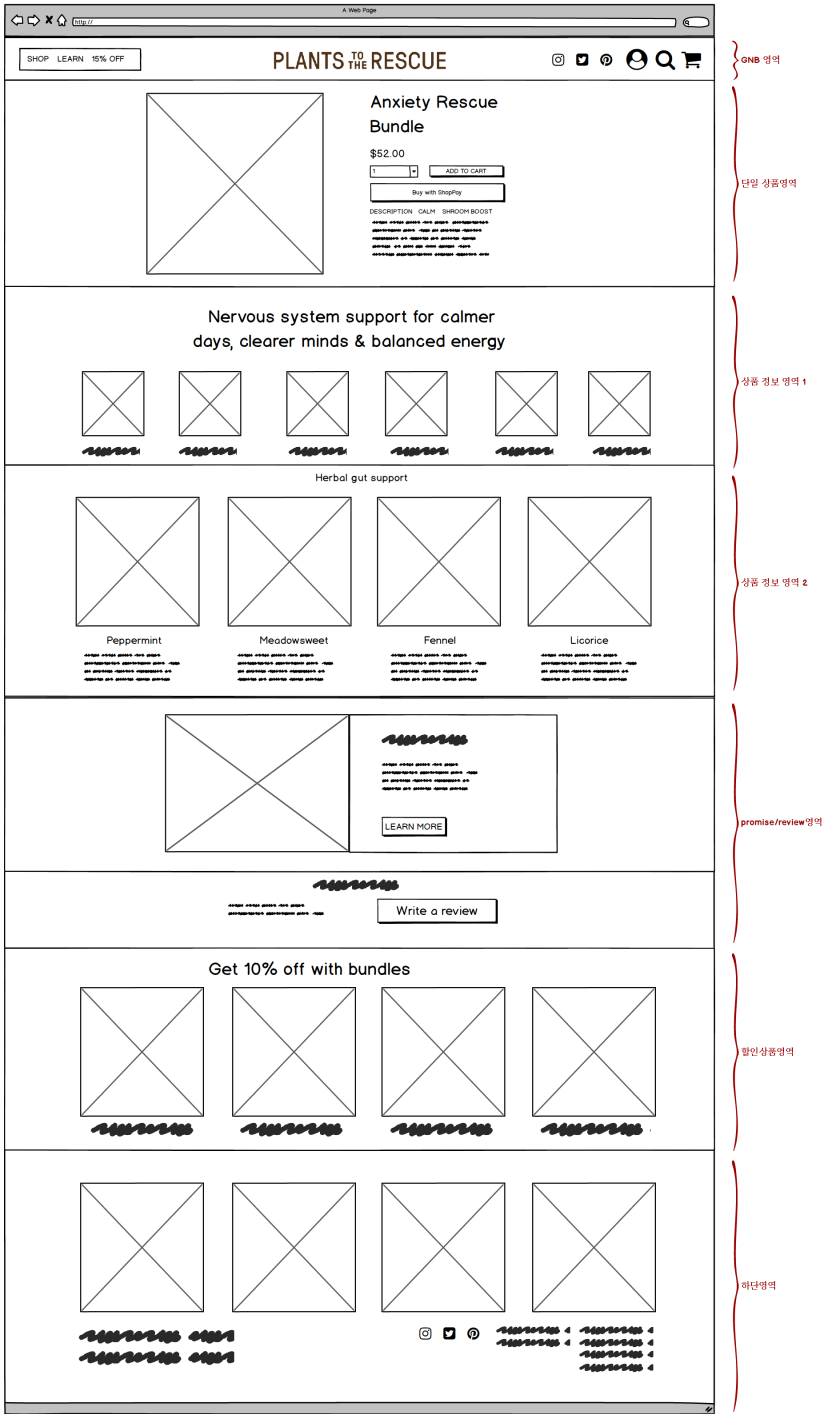 A Web Page
http://
SHOP LEARN 15% OFF
PLANTS TO THE RESCUE
GNB 영역
Anxiety Rescue
Bundle
$52.00
1
ADD TO CART
Buy with ShopPay
DESCRIPTION CALM SHROOM BOOST
단일 상품영역
Nervous system support for calmer
days, clearer minds & balanced energy
상품 정보 영역 1
Herbal gut support
Peppermint
Meadowsweet
Fennel
Licorice
상품 정보 영역 2
LEARN MORE
Write a review
promise/review영역
Get 10% off with bundles
할인상품영역
하단영역